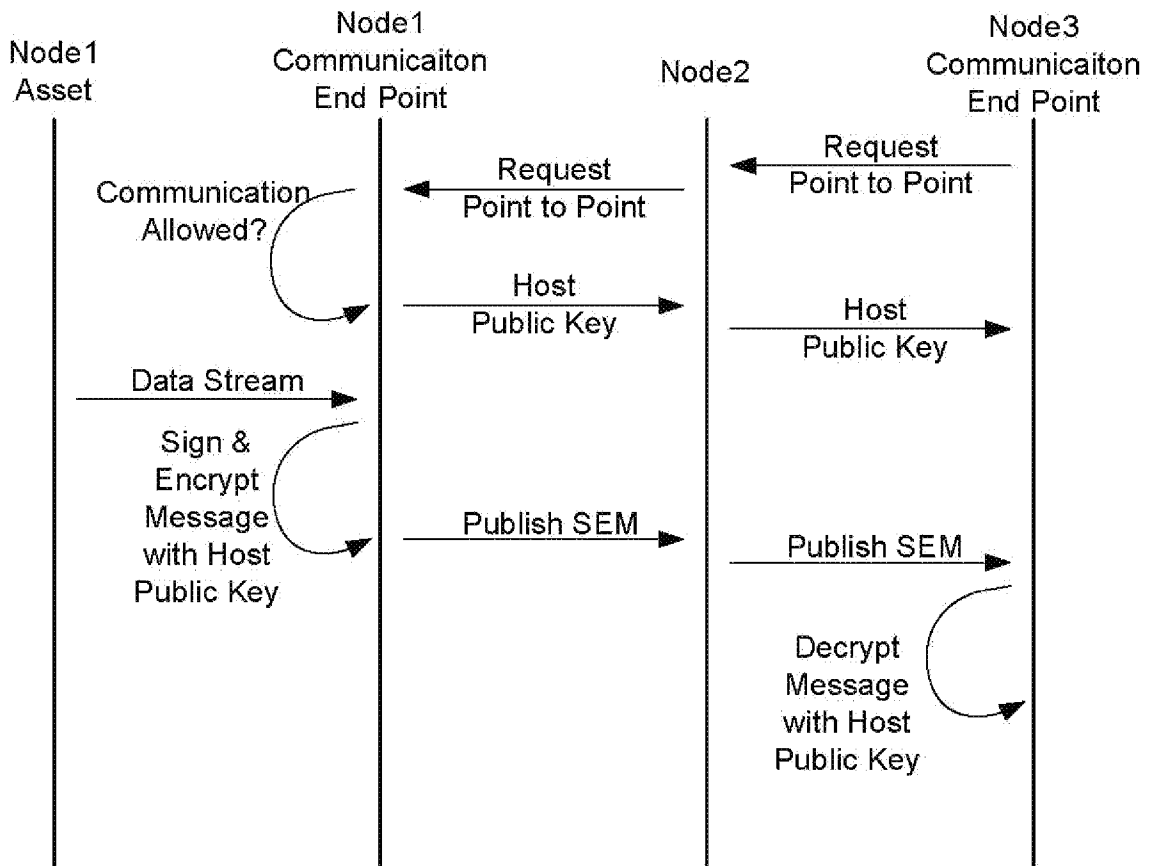 Node1
Asset
Node1
Communicaiton
End Point
Node2
Node3
Communicaiton
End Point
Request
Point to Point
Request
Point to Point
Communication
Allowed?
Host
Public Key
Host
Public Key
Data Stream
Sign &
Encrypt
Message
with Host
Public Key
Publish SEM
Publish SEM
Decrypt
Message
with Host
Public Key